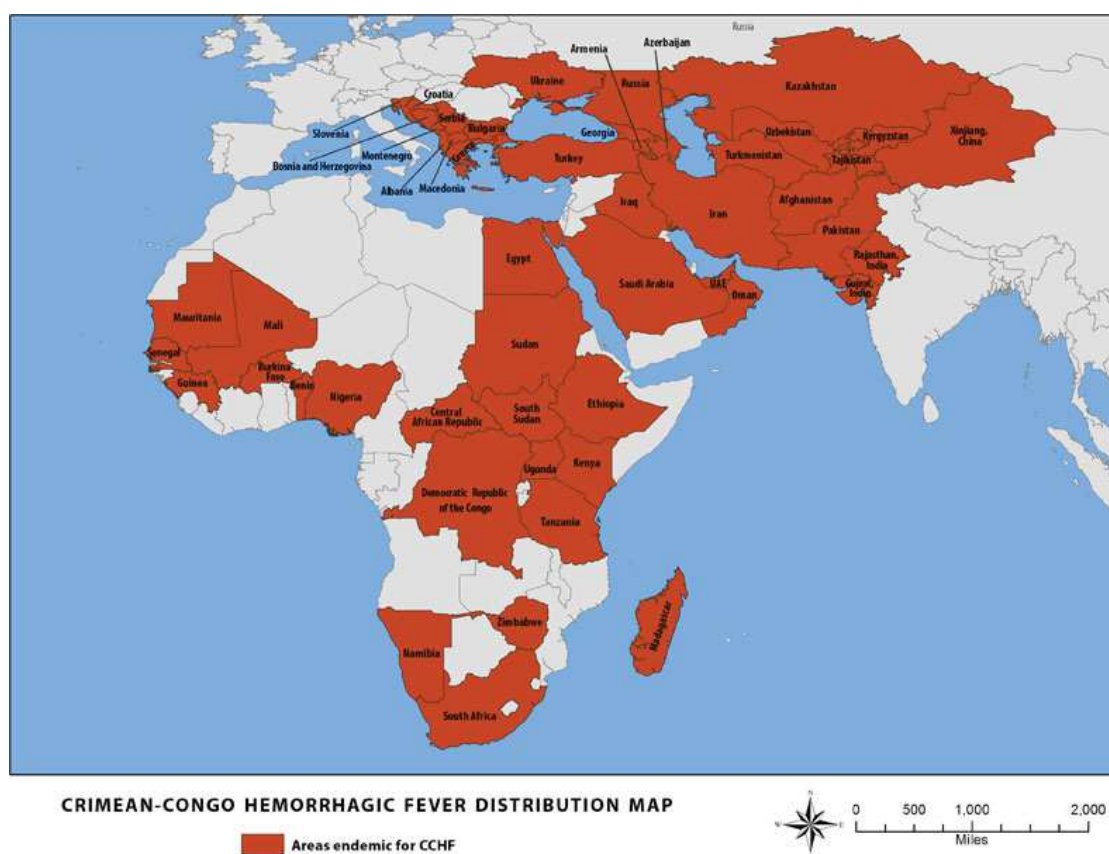 Russia
Armenia
Azerbaijan
Ukraine
Russia
Kazakhstan
Croatia
Slovenia
Serbia
Bulgaria
Georgia
Uzbekistan
Kyrgyzstan
Xinjiang,
China
Bosnia and Herzegovina
Montenegro
Greece
Turkey
Turkmenistan
Tajikistan
Albania
Macedonia
Iraq
Iran
Afghanistan
Pakistan
Egypt
Saudi Arabia
UAE
Oman
Rajasthan,
India
Gujrat,
India
Mauritania
Mali
Sudan
Senegal
Guinea
Burkina
Faso
Benin
Nigeria
Central
African Republic
South
Sudan
Ethiopia
Uganda
Kenya
Democratic Republic
of the Congo
Tanzania
Zimbabwe
Madagascar
Namibia
South Africa
CRIMEAN-CONGO HEMORRHAGIC FEVER DISTRIBUTION MAP
Areas endemic for CCHF
N
W
E
S
0 500 1,000 2,000
Miles